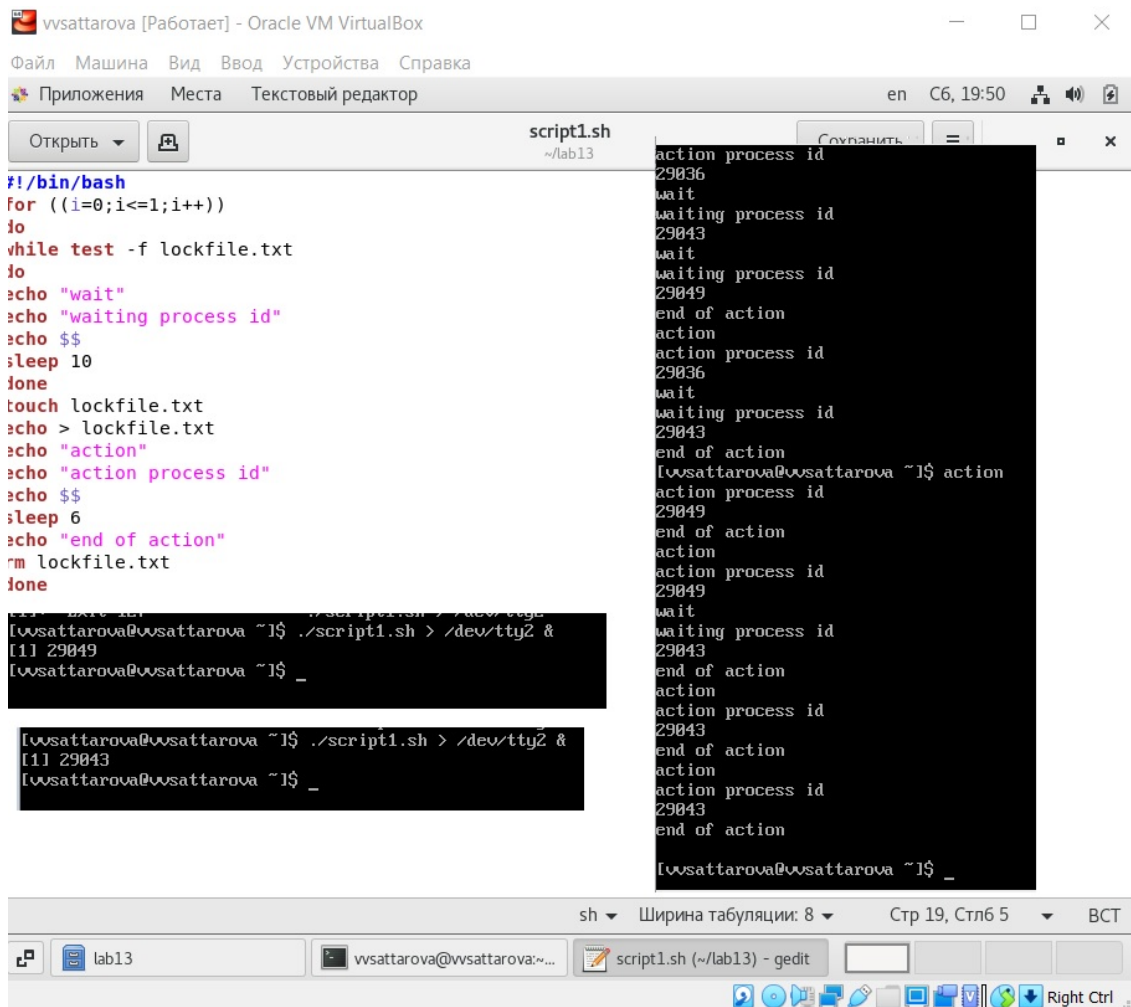 vvsattarova [Работает] - Oracle VM VirtualBox
Файл Машина Вид Ввод Устройства Справка
Приложения Места Текстовый редактор en Сб, 19:50
Открыть script1.sh Сохранить
~/lab13
#!/bin/bash
for ((i=0;i<=1;i++))
do
while test -f lockfile.txt
do
echo "wait"
echo "waiting process id"
echo $$
sleep 10
done
touch lockfile.txt
echo > lockfile.txt
echo "action"
echo "action process id"
echo $$
sleep 6
echo "end of action"
rm lockfile.txt
done
[vvsattarova@vvsattarova ~]$ ./script1.sh > /dev/tty2 &
[1] 29049
[vvsattarova@vvsattarova ~]$ _
[vvsattarova@vvsattarova ~]$ ./script1.sh > /dev/tty2 &
[1] 29043
[vvsattarova@vvsattarova ~]$ _
action process id
29036
wait
waiting process id
29043
wait
waiting process id
29049
end of action
action
action process id
29036
wait
waiting process id
29043
end of action
[vvsattarova@vvsattarova ~]$ action
action process id
29049
end of action
action
action process id
29049
wait
waiting process id
29043
end of action
action
action process id
29043
end of action
action
action process id
29043
end of action
[vvsattarova@vvsattarova ~]$ _
sh Ширина табуляции: 8 Стр 19, Стлб 5 ВСТ
lab13 vvsattarova@vvsattarova:~... script1.sh (~/lab13) - gedit
Right Ctrl